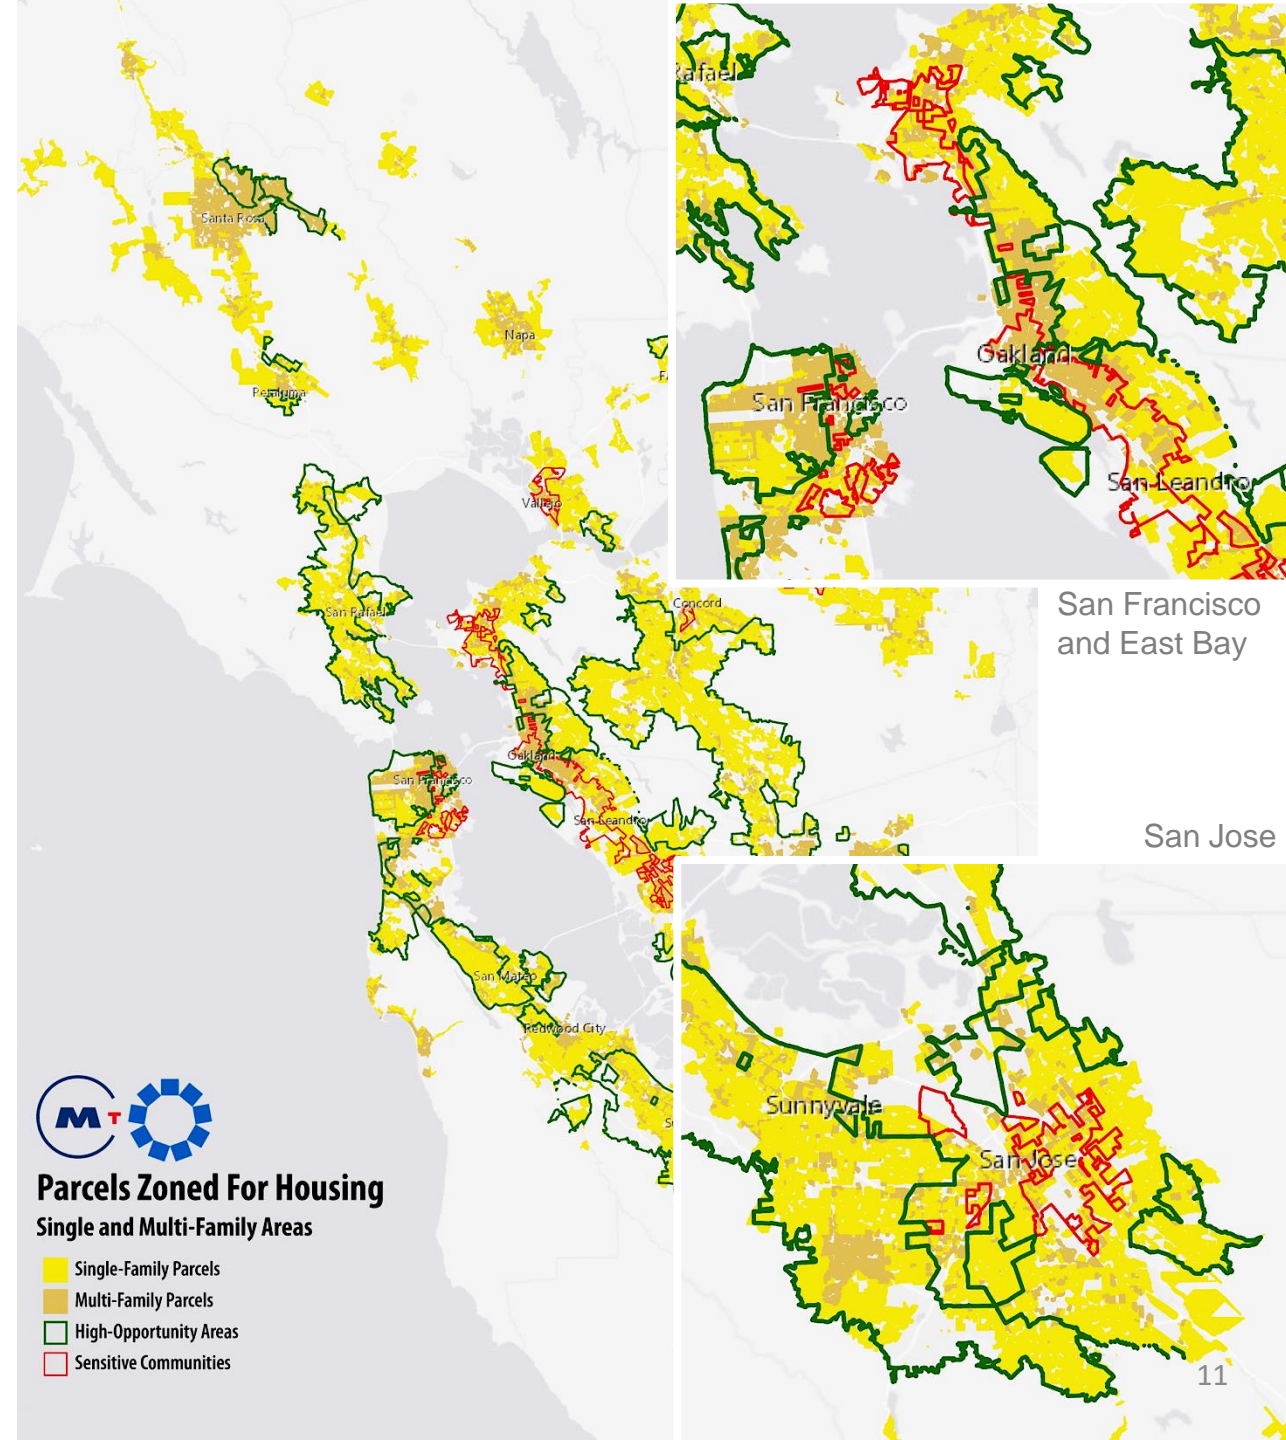 Santa Rosa
Napa
Petaluma
Vallejo
San Rafael
Concord
Oakland
San Francisco
San Leandro
San Mateo
Redwood City
Oakland
San Francisco
San Leandro
San Francisco
and East Bay
San Jose
Sunnyvale
San Jose
MT
Parcels Zoned For Housing
Single and Multi-Family Areas
Single-Family Parcels
Multi-Family Parcels
High-Opportunity Areas
Sensitive Communities
11